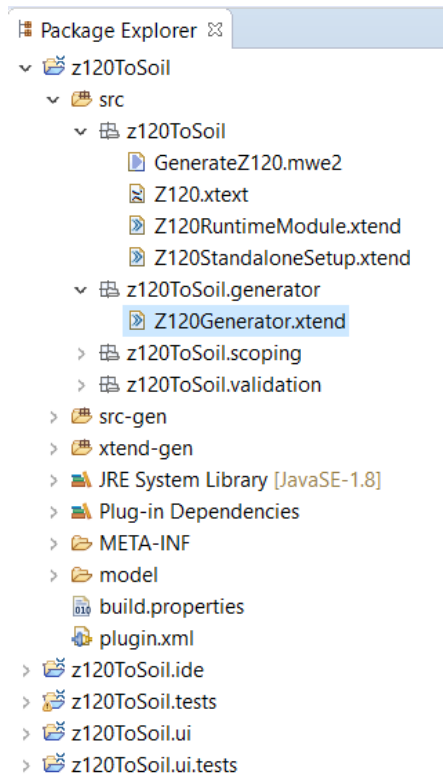 Package Explorer
z120ToSoil
src
z120ToSoil
GenerateZ120.mwe2
Z120.xtext
Z120RuntimeModule.xtend
Z120StandaloneSetup.xtend
z120ToSoil.generator
Z120Generator.xtend
z120ToSoil.scoping
z120ToSoil.validation
src-gen
xtend-gen
JRE System Library [JavaSE-1.8]
Plug-in Dependencies
META-INF
model
build.properties
plugin.xml
z120ToSoil.ide
z120ToSoil.tests
z120ToSoil.ui
z120ToSoil.ui.tests